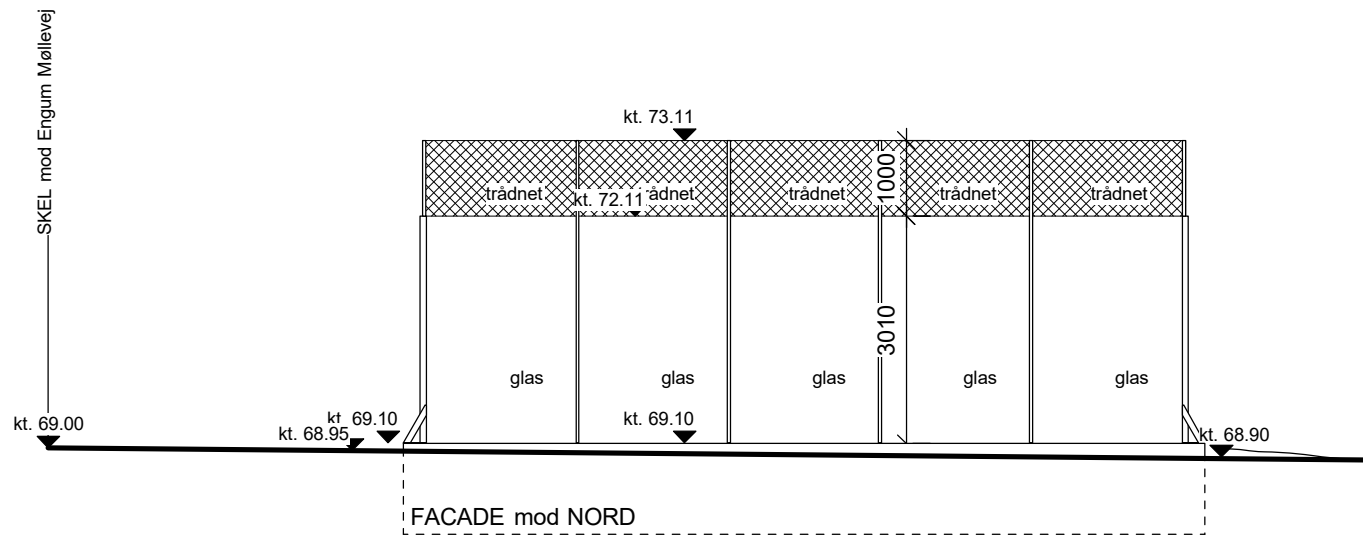 SKEL mod Engum Møllevej
kt. 73.11
1000
trådnet
trådnet
trådnet
trådnet
trådnet
kt. 72.11
3010
glas
glas
glas
glas
glas
kt. 69.00
kt. 69.10
kt. 68.95
kt. 69.10
kt. 68.90
FACADE mod NORD